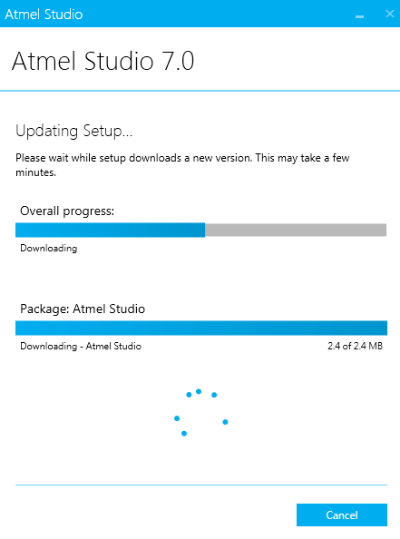 Atmel Studio
Atmel Studio 7.0
Updating Setup...
Please wait while setup downloads a new version. This may take a few
minutes.
Overall progress:
Downloading
Package: Atmel Studio
Downloading - Atmel Studio 2.4 of 2.4 MB
Cancel